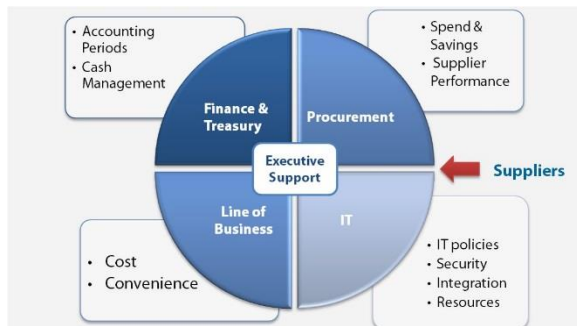 • Accounting
Periods
• Cash
Management
• Spend &
Savings
• Supplier
Performance
Finance &
Treasury
Procurement
Executive
Support
Suppliers
Line of
Business
IT
• Cost
• Convenience
• IT policies
• Security
• Integration
• Resources